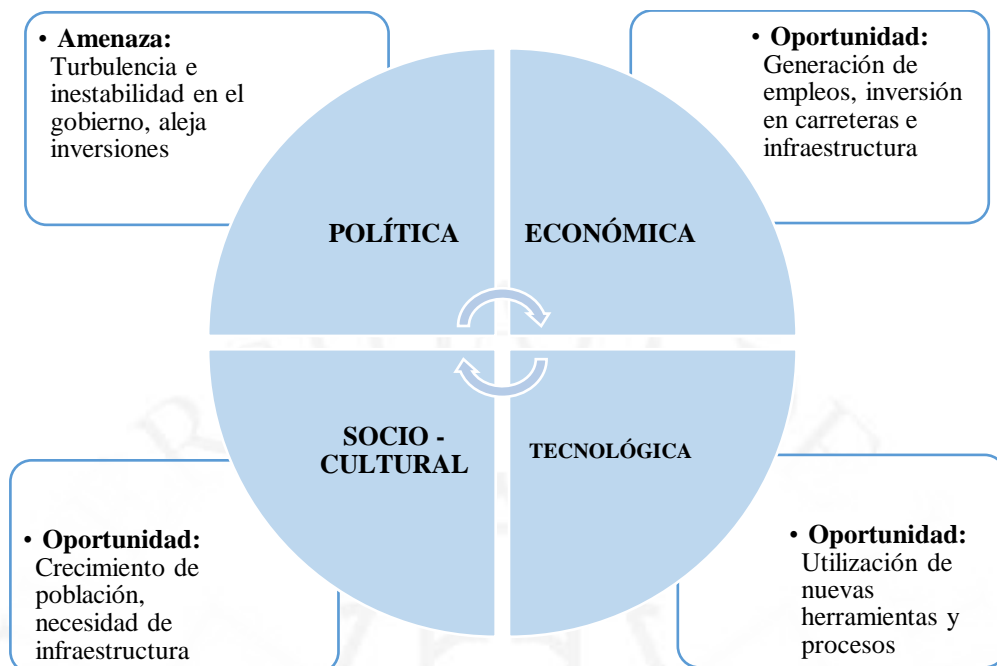 • Amenaza:
Turbulencia e
inestabilidad en el
gobierno, aleja
inversiones
• Oportunidad:
Generación de
empleos, inversión
en carreteras e
infraestructura
POLÍTICA
ECONÓMICA
SOCIO -
CULTURAL
TECNOLÓGICA
• Oportunidad:
Crecimiento de
población,
necesidad de
infraestructura
• Oportunidad:
Utilización de
nuevas
herramientas y
procesos